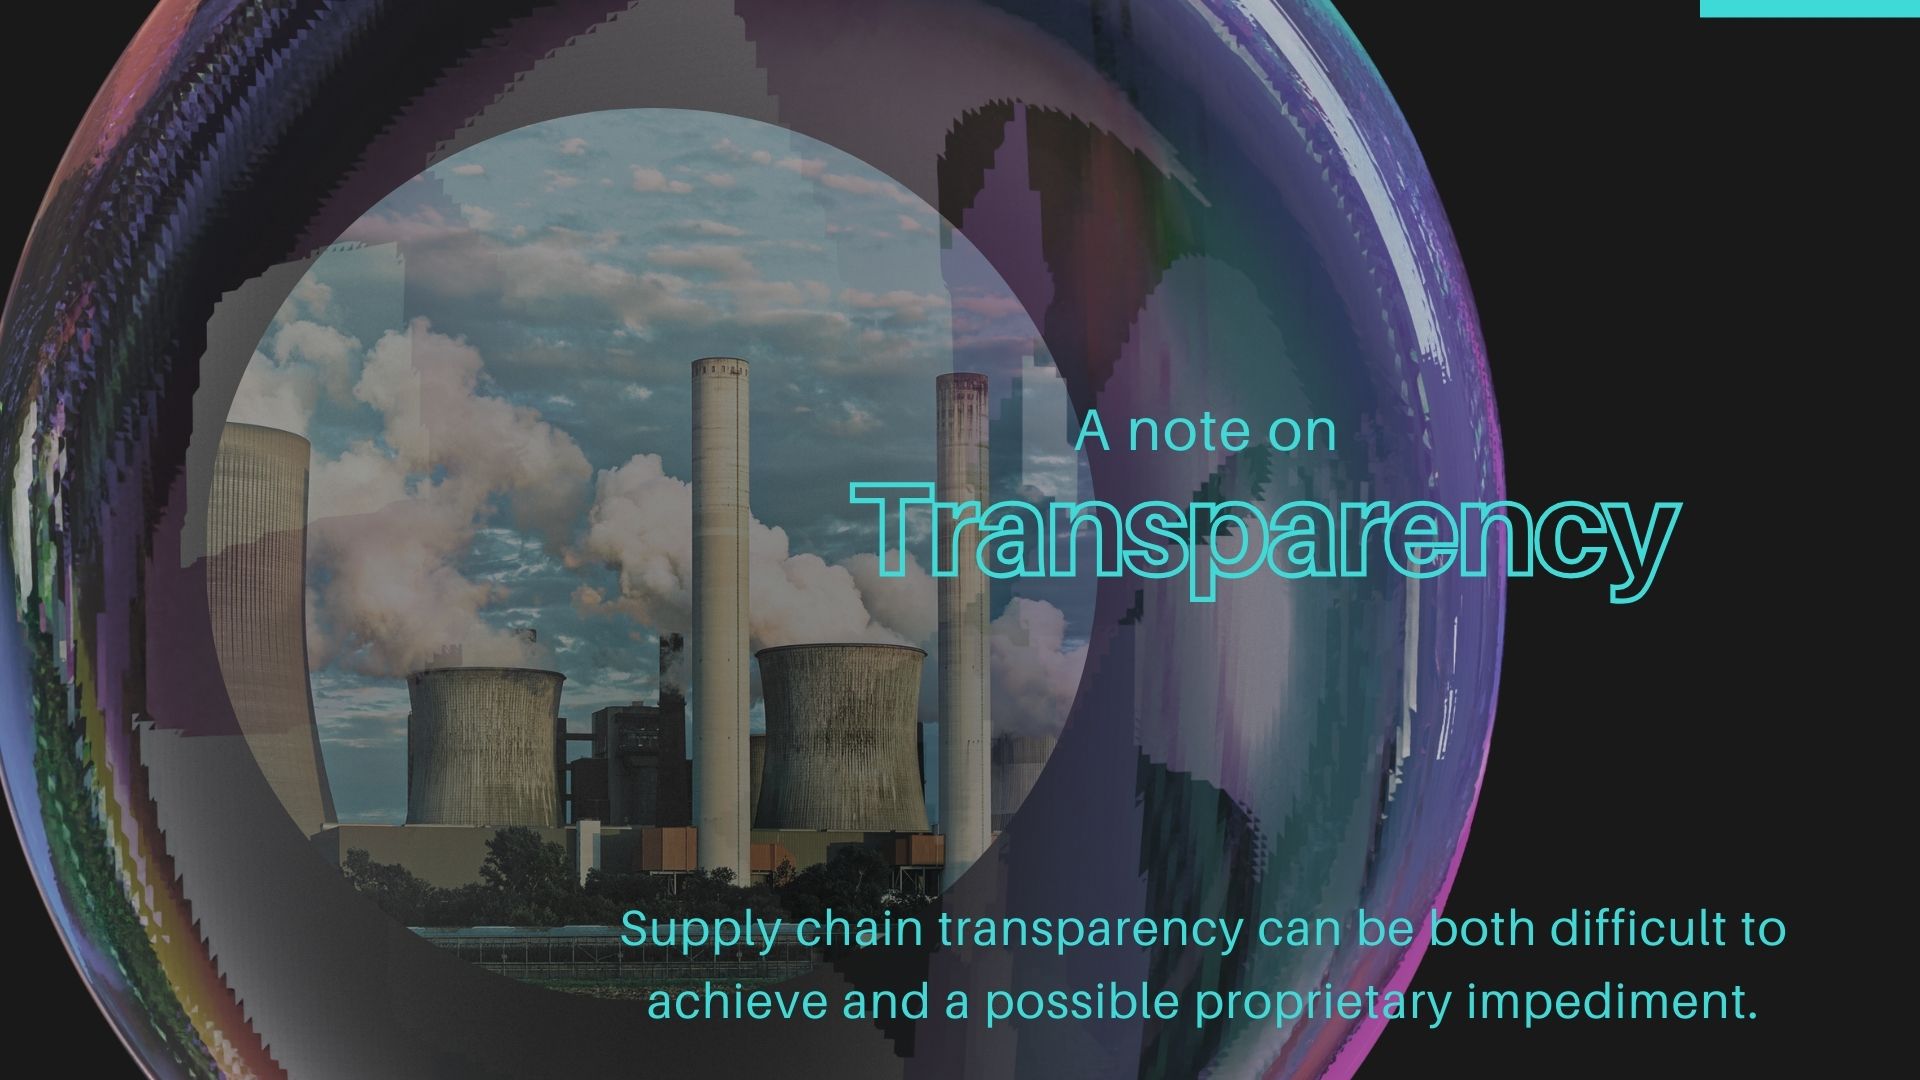 A note on
Transparency
Supply chain transparency can be both difficult to
achieve and a possible proprietary impediment.